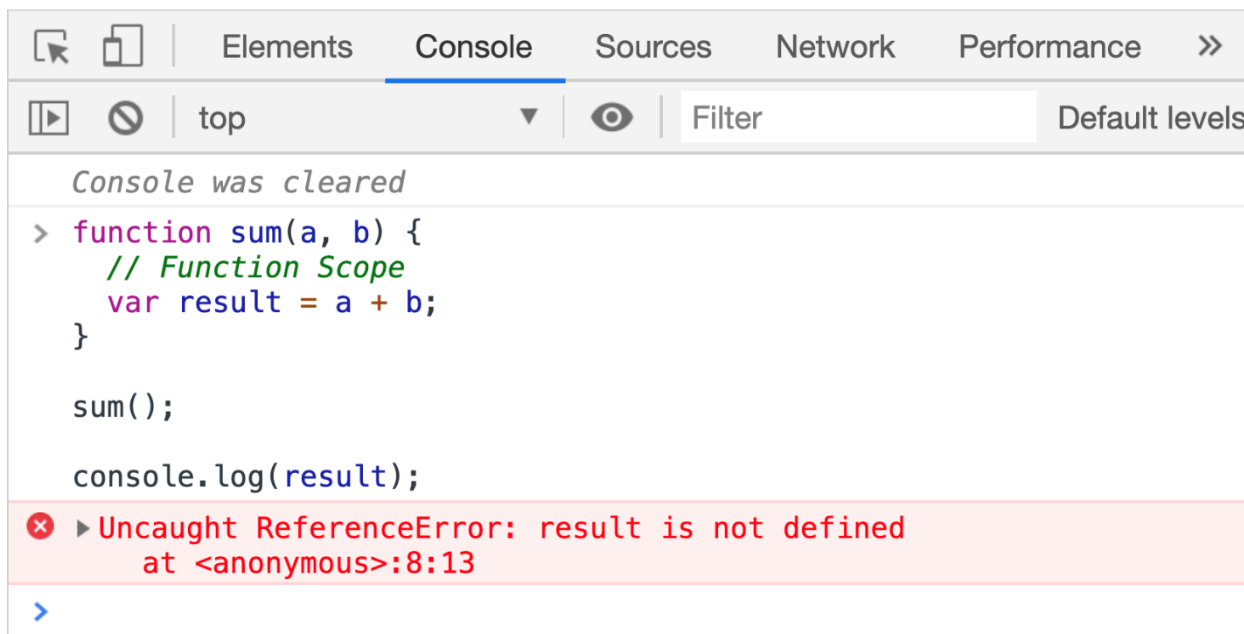 Elements Console Sources Network Performance »
top ▼ Filter Default levels
Console was cleared
> function sum(a, b) {
// Function Scope
var result = a + b;
}
sum();
console.log(result);
Uncaught ReferenceError: result is not defined
at <anonymous>:8:13
>